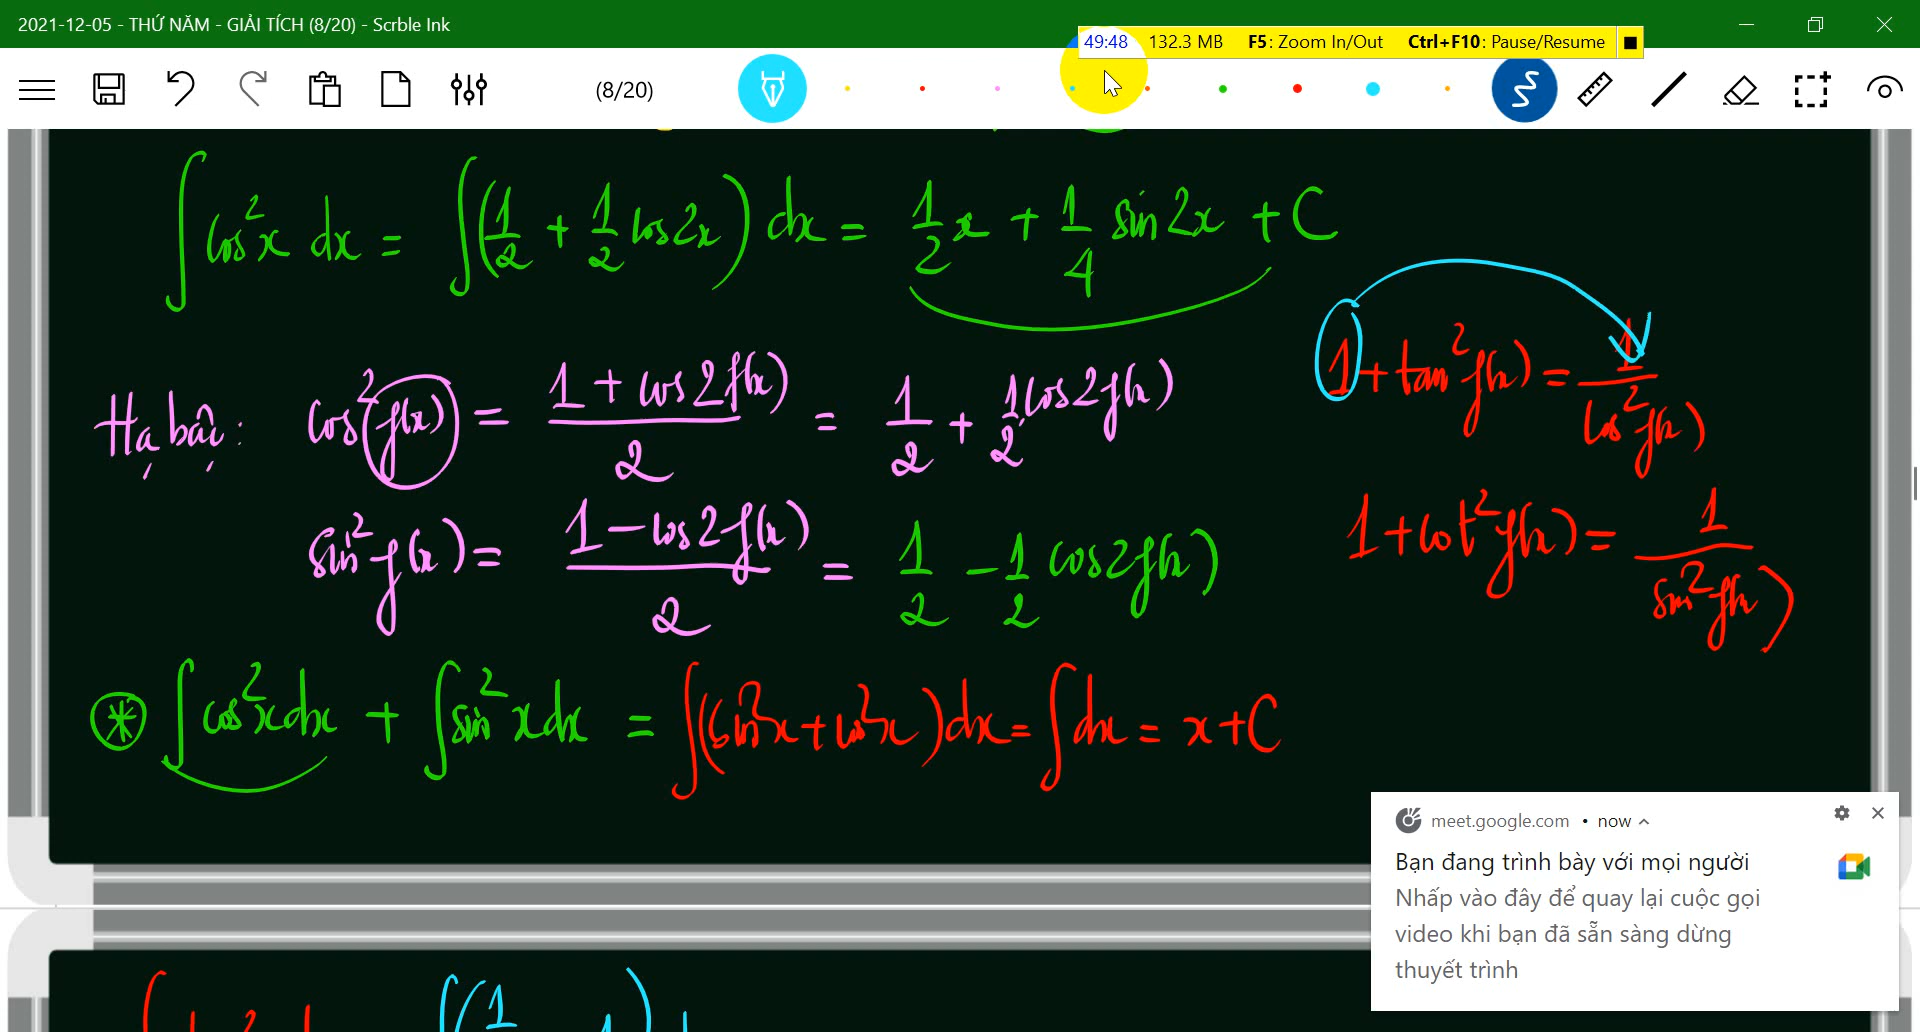 2021-12-05 - THỨ NĂM - GIẢI TÍCH (8/20) - Scrble Ink
49:48 132.3 MB F5: Zoom In/Out Ctrl+F10: Pause/Resume
(8/20)
∫cos²x dx = ∫(1/2 + 1/2 cos2x) dx = 1/2 x + 1/4 sin2x + C
1 + tan² f(x) = 1/cos² f(x)
Hạ bậc: cos²(f(x)) = (1 + cos2f(x))/2 = 1/2 + 1/2 cos2f(x)
sin² f(x) = (1 - cos2f(x))/2 = 1/2 - 1/2 cos2f(x)
1 + cot² f(x) = 1/sin² f(x)
* ∫cos²x dx + ∫sin²x dx = ∫(sin²x + cos²x) dx = ∫dx = x + C
meet.google.com • now
Bạn đang trình bày với mọi người
Nhấp vào đây để quay lại cuộc gọi
video khi bạn đã sẵn sàng dừng
thuyết trình